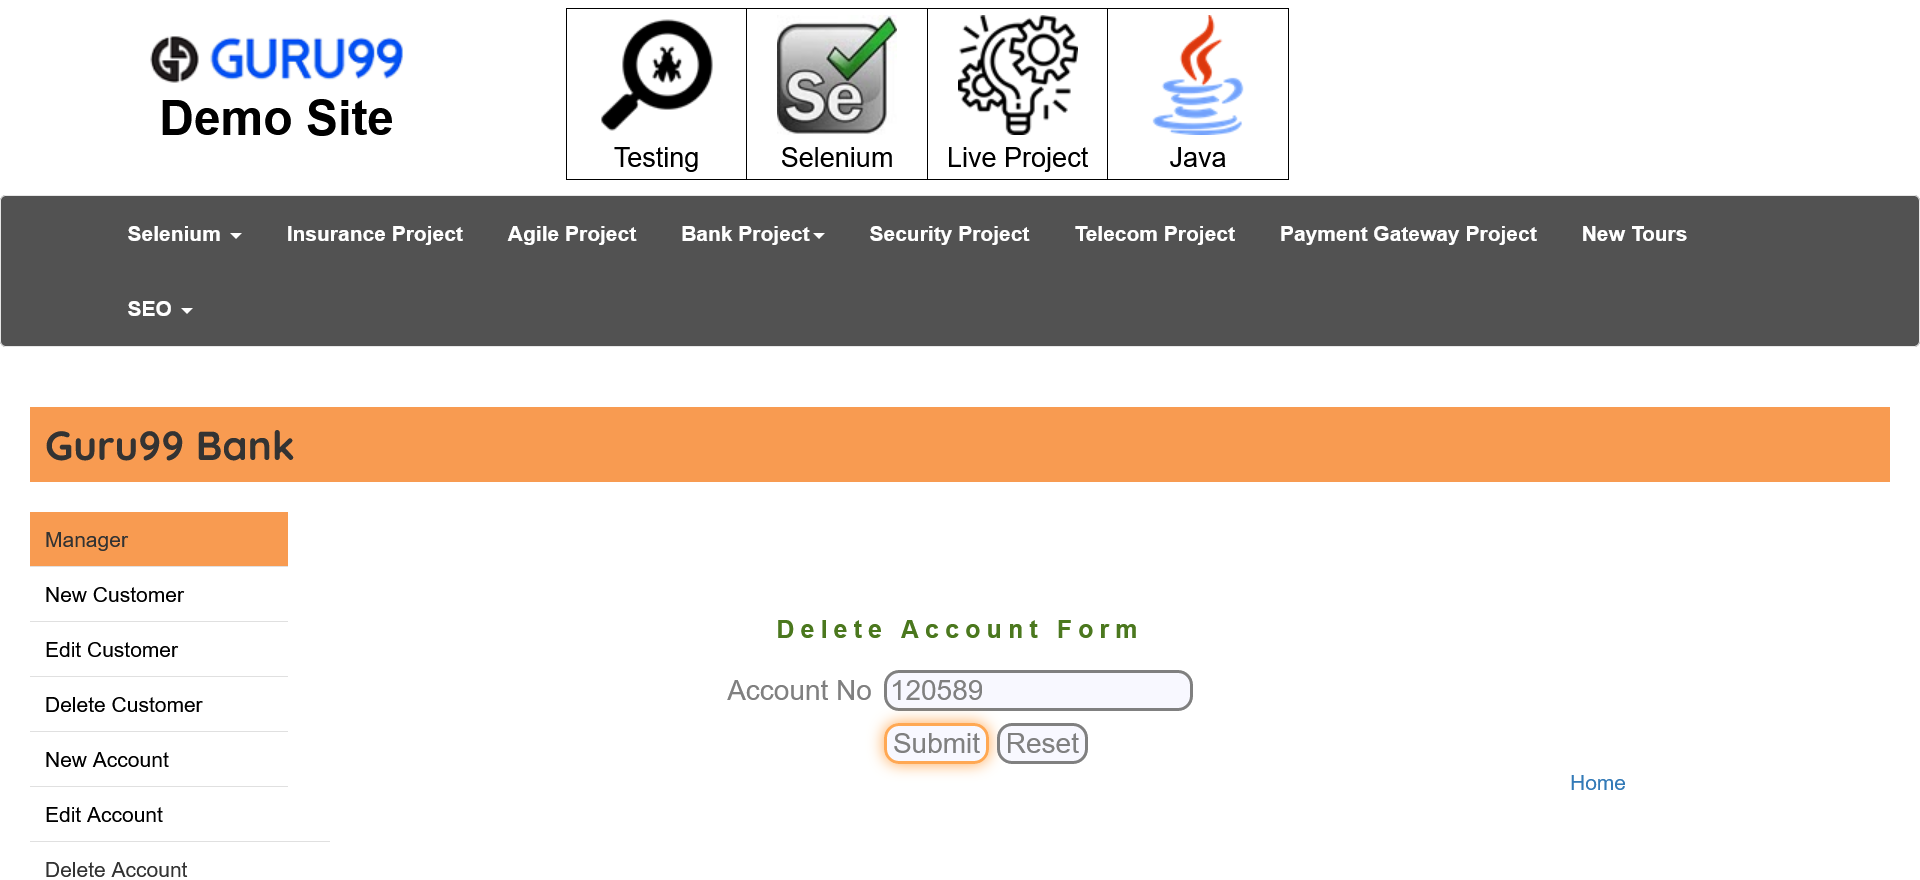 GURU99
Demo Site
Se
Testing
Selenium
Live Project
Java
Selenium
Insurance Project
Agile Project
Bank Project
Security Project
Telecom Project
Payment Gateway Project
New Tours
SEO
Guru99 Bank
Manager
New Customer
Edit Customer
Delete Customer
New Account
Edit Account
Delete Account
Delete Account Form
Account No 120589
Submit Reset
Home